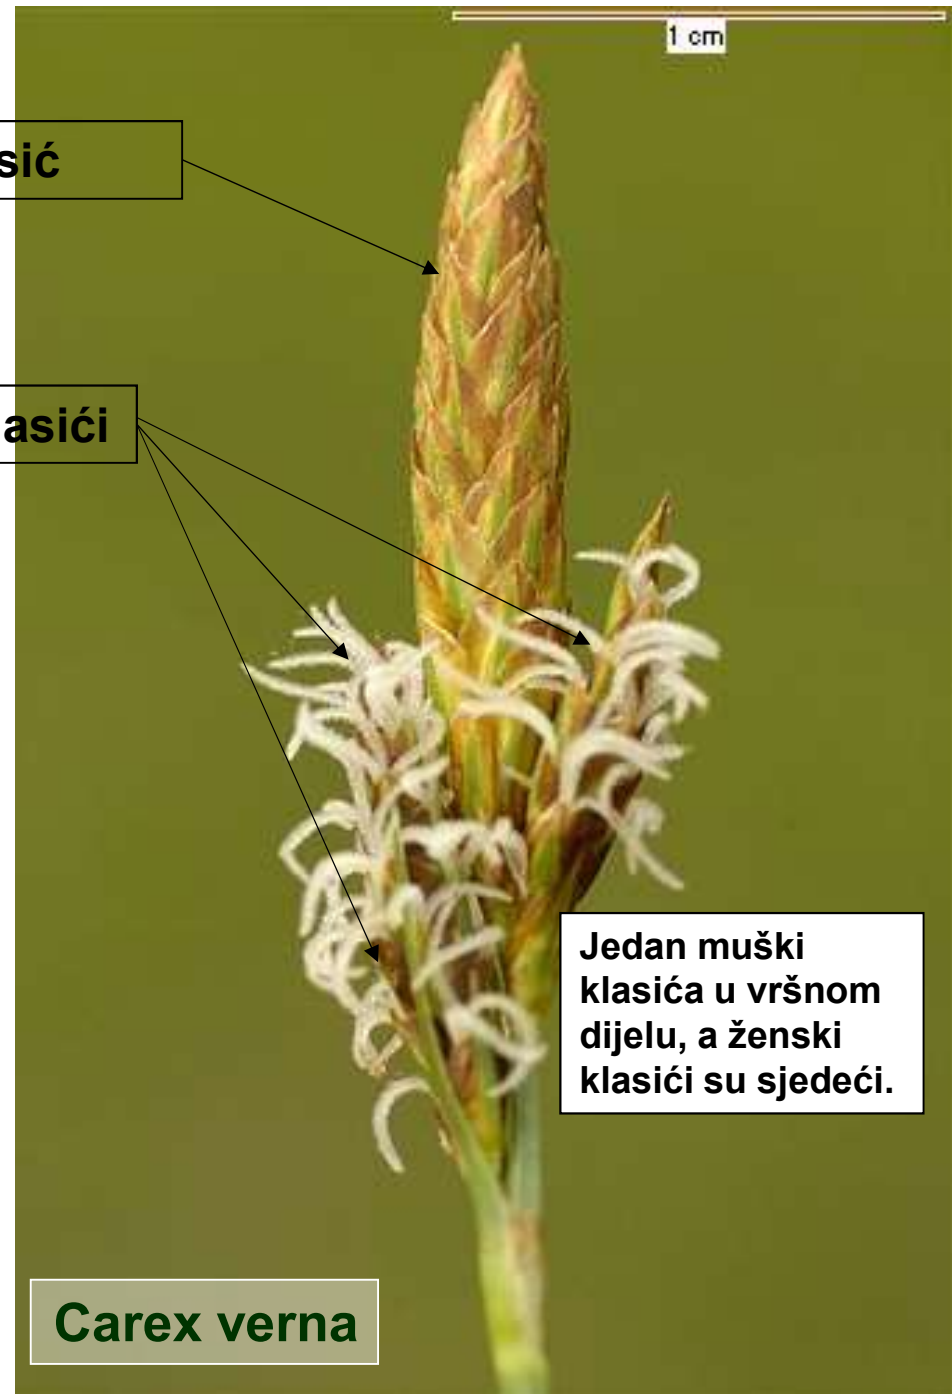 1 cm
sić
asići
Jedan muški
klasića u vršnom
dijelu, a ženski
klasići su sjedeći.
Carex verna